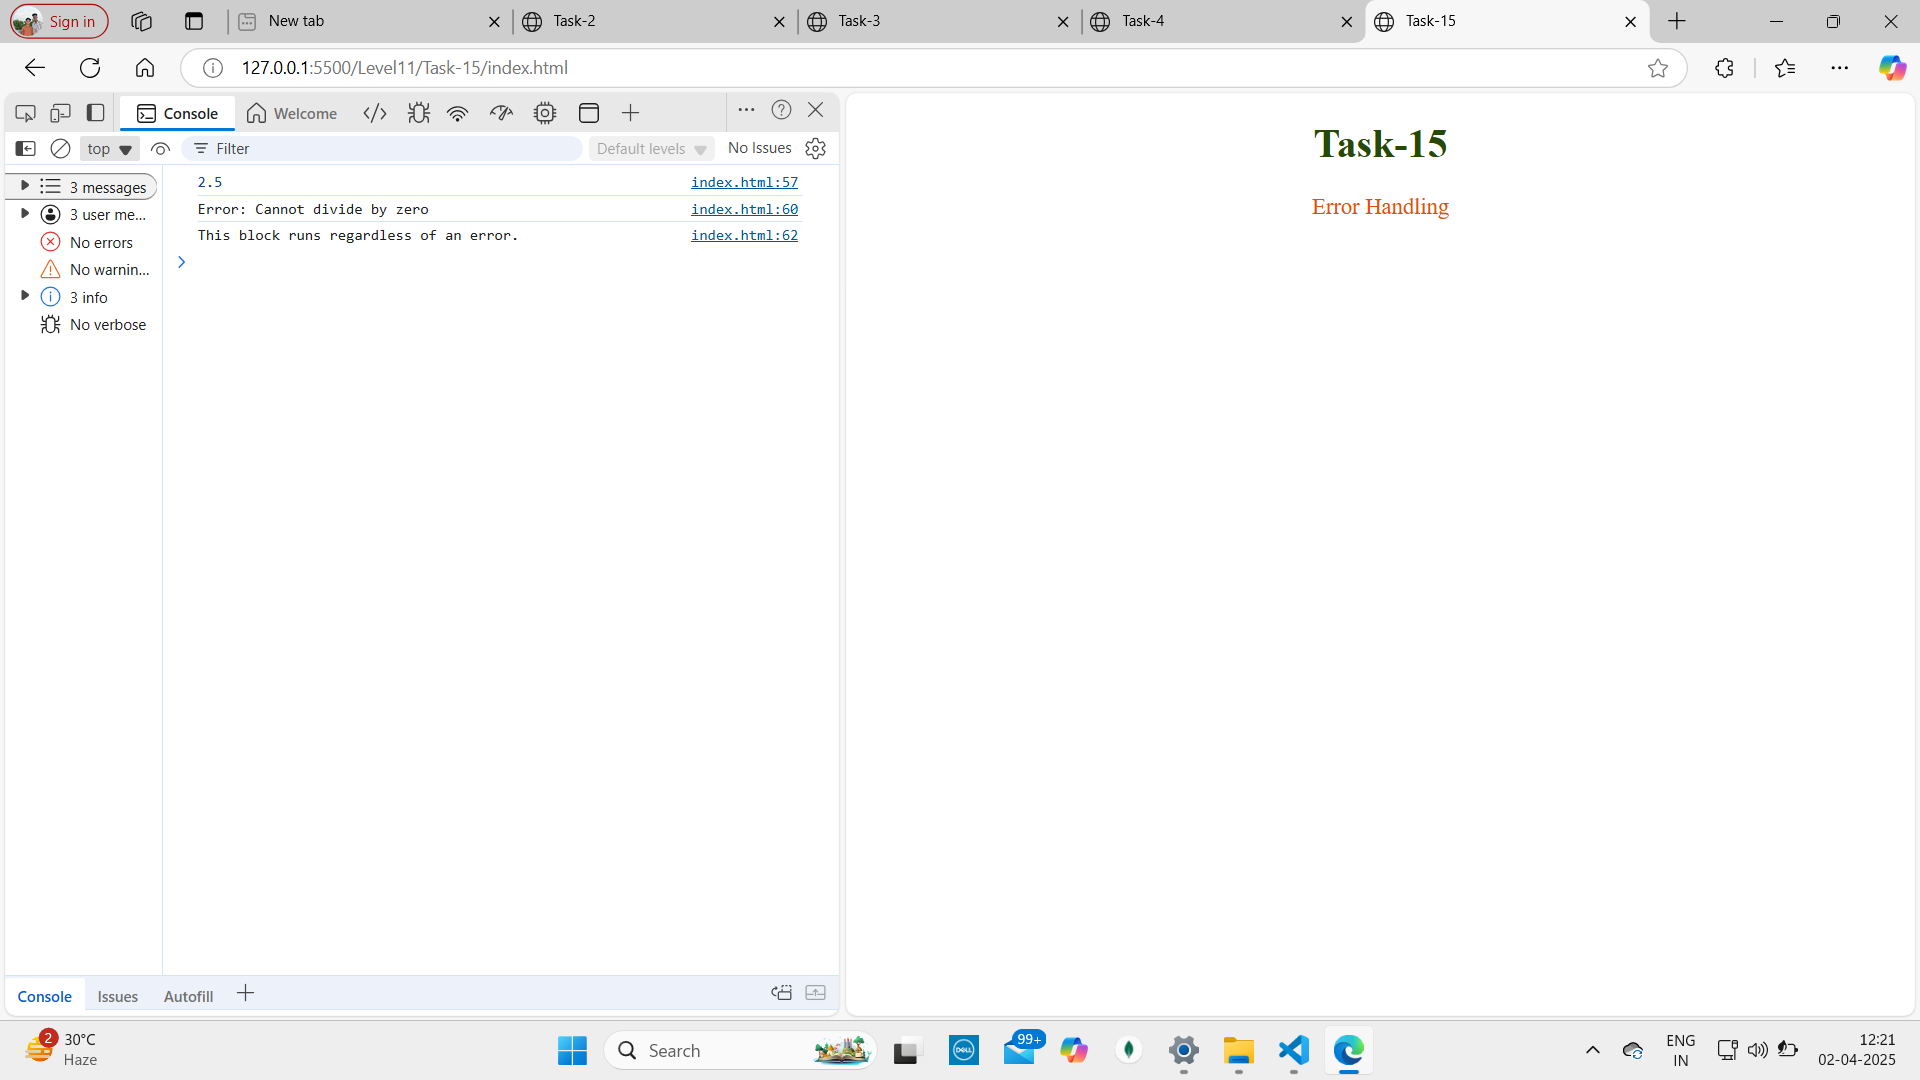 Sign in
New tab
Task-2
Task-3
Task-4
Task-15
127.0.0.1:5500/Level11/Task-15/index.html
Console
Welcome
top
Filter
Default levels
No Issues
3 messages
3 user me...
No errors
No warnin...
3 info
No verbose
2.5 index.html:57
Error: Cannot divide by zero index.html:60
This block runs regardless of an error. index.html:62
Task-15
Error Handling
Console
Issues
Autofill
2
30°C
Haze
Search
DELL
99+
ENG
IN
12:21
02-04-2025